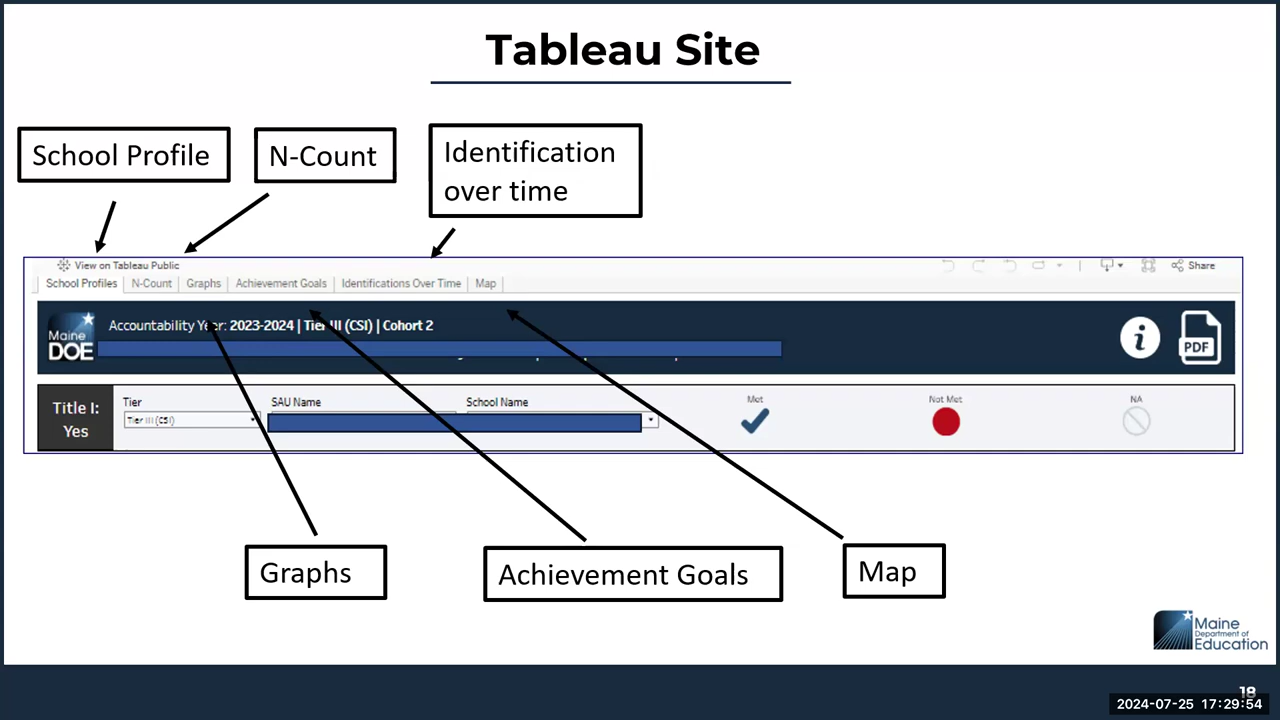 Tableau Site
School Profile
N-Count
Identification
over time
View on Tableau Public
Share
School Profiles
N-Count
Graphs
Achievement Goals
Identifications Over Time
Map
Maine
DOE
Accountability Year: 2023-2024 | Tier III (CSI) | Cohort 2
i
PDF
Title I:
Yes
Tier
SAU Name
School Name
Met
Not Met
NA
Tier III (CSI)
Graphs
Achievement Goals
Map
Maine
Department of
Education
18
2024-07-25 17:29:54